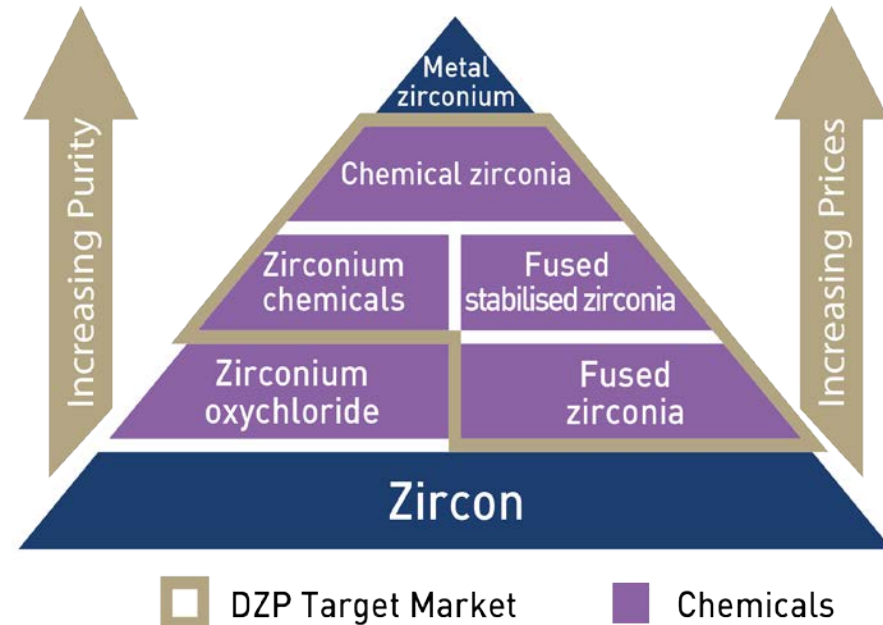 Metal
zirconium
Increasing Purity
Increasing Prices
Chemical zirconia
Zirconium
chemicals
Fused
stabilised zirconia
Zirconium
oxychloride
Fused
zirconia
Zircon
DZP Target Market
Chemicals